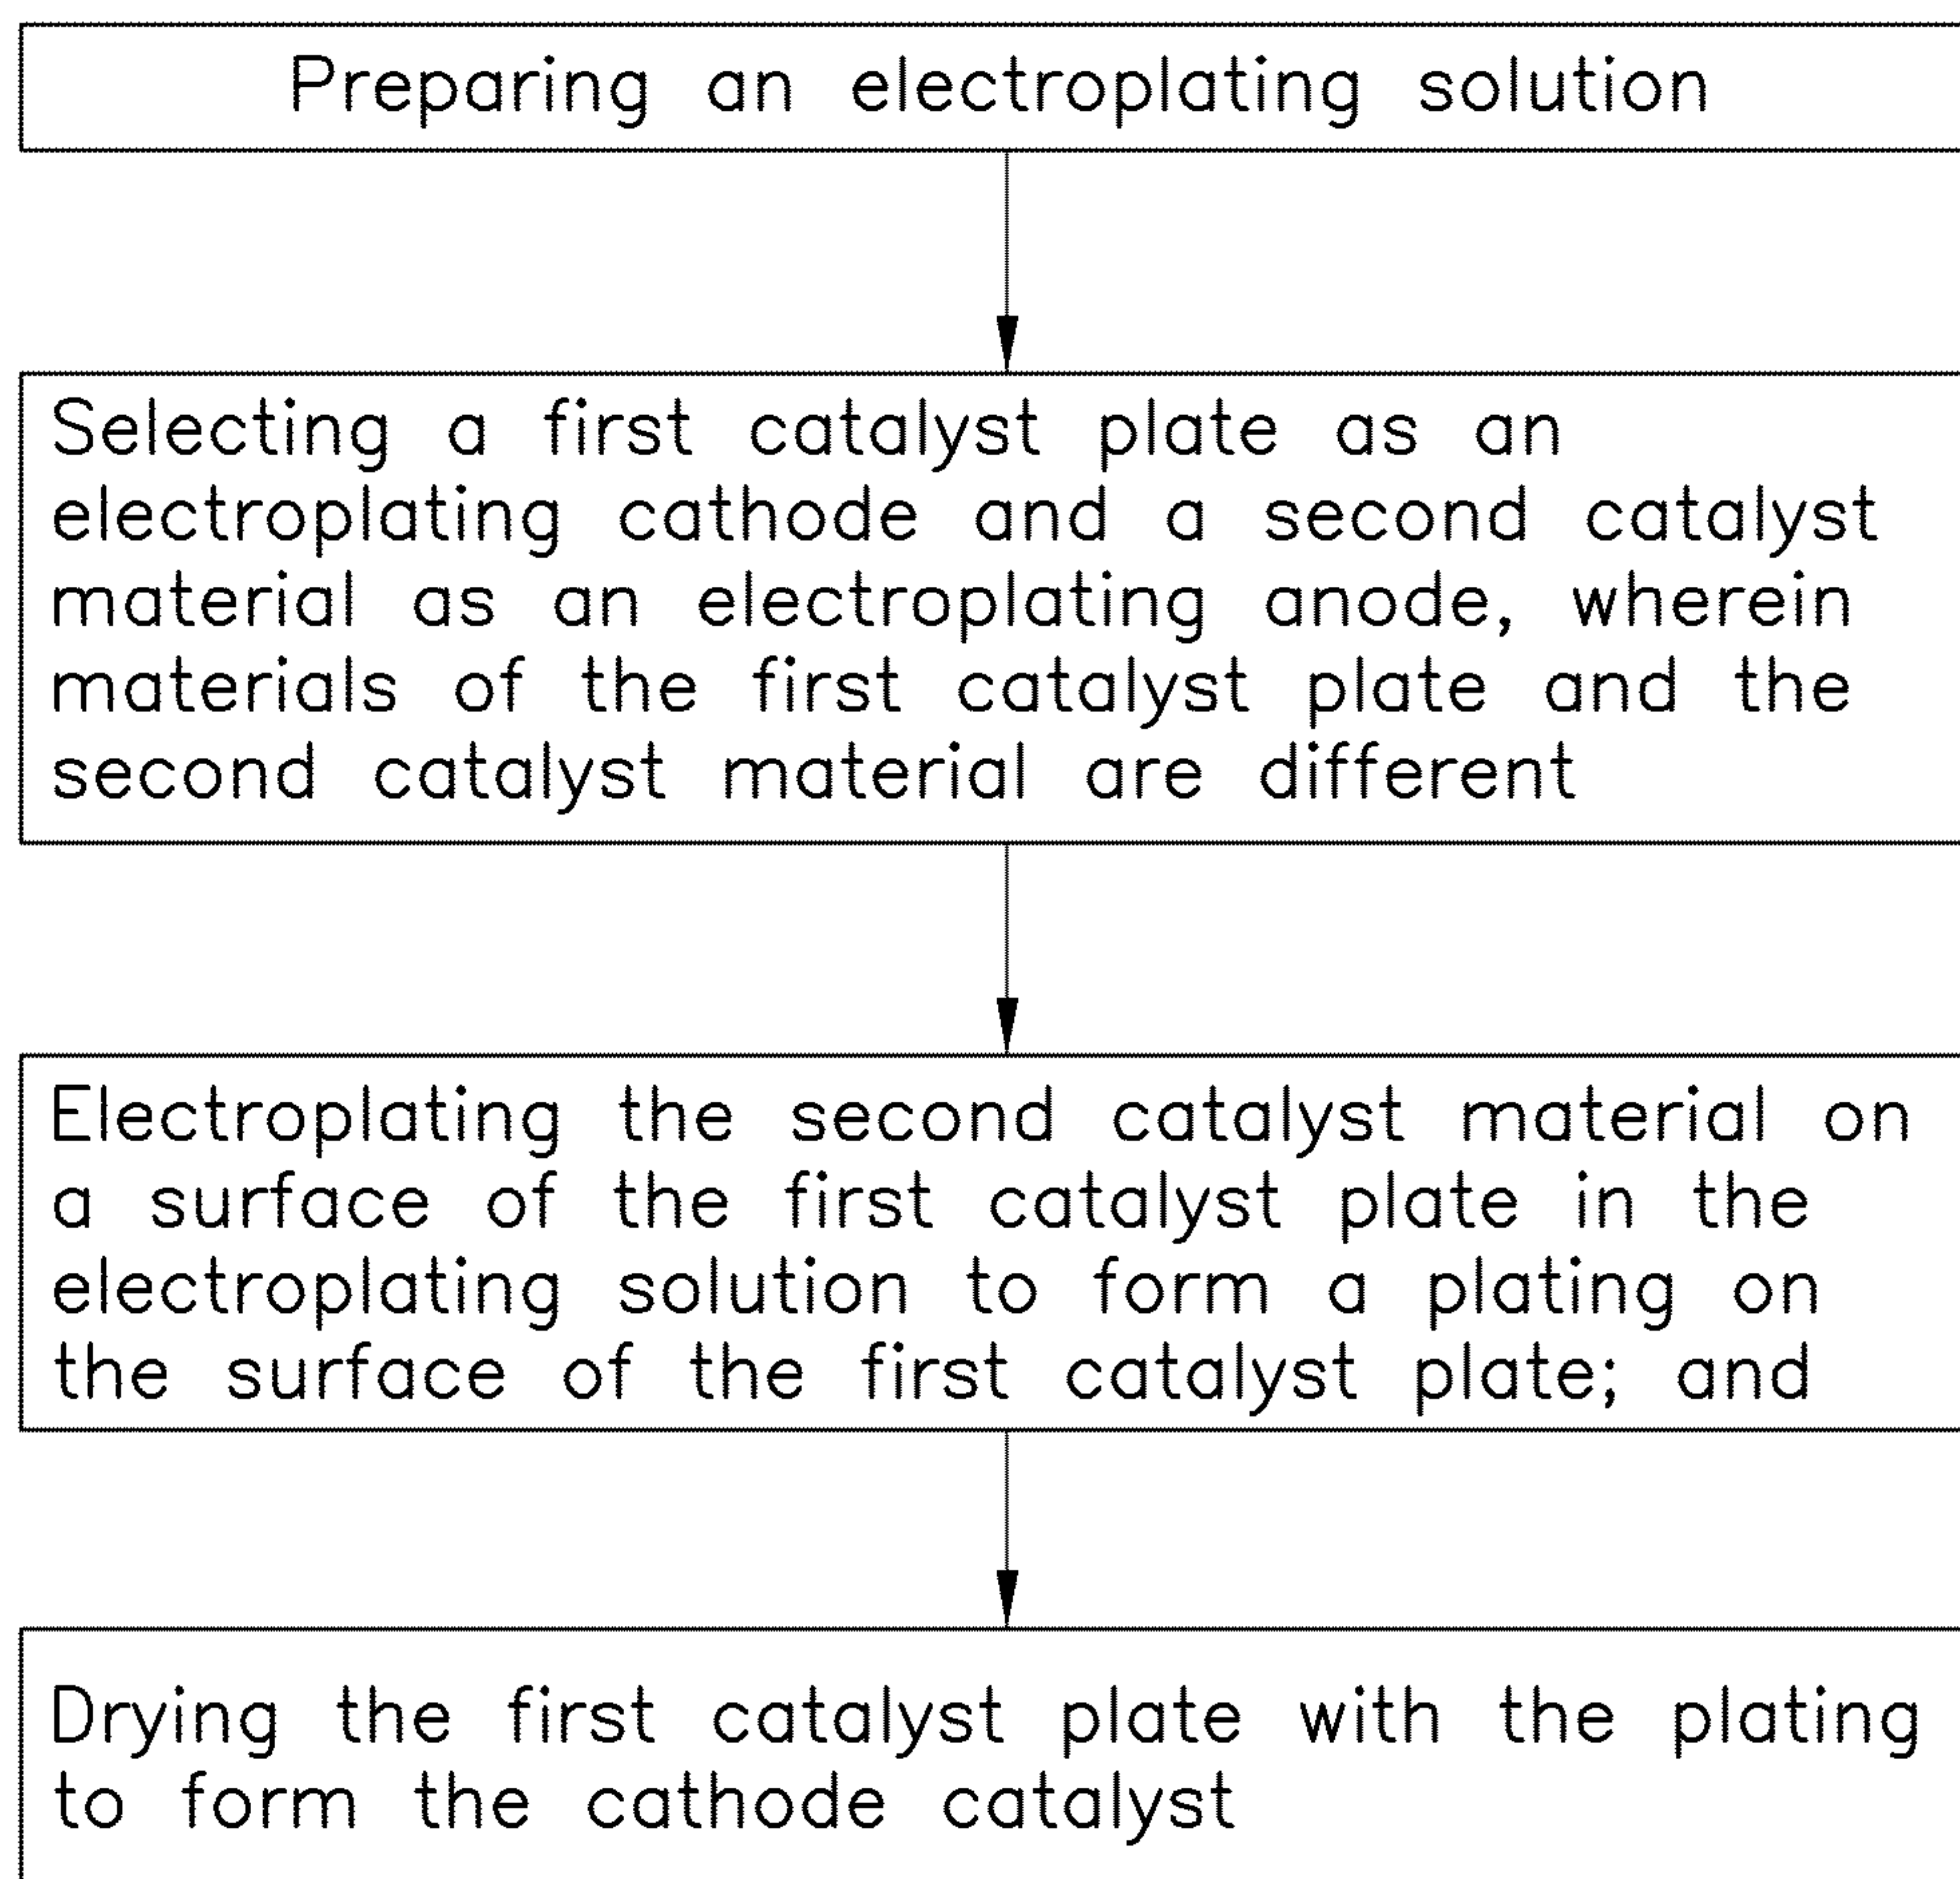 Preparing an electroplating solution
Selecting a first catalyst plate as an
electroplating cathode and a second catalyst
material as an electroplating anode, wherein
materials of the first catalyst plate and the
second catalyst material are different
Electroplating the second catalyst material on
a surface of the first catalyst plate in the
electroplating solution to form a plating on
the surface of the first catalyst plate; and
Drying the first catalyst plate with the plating
to form the cathode catalyst